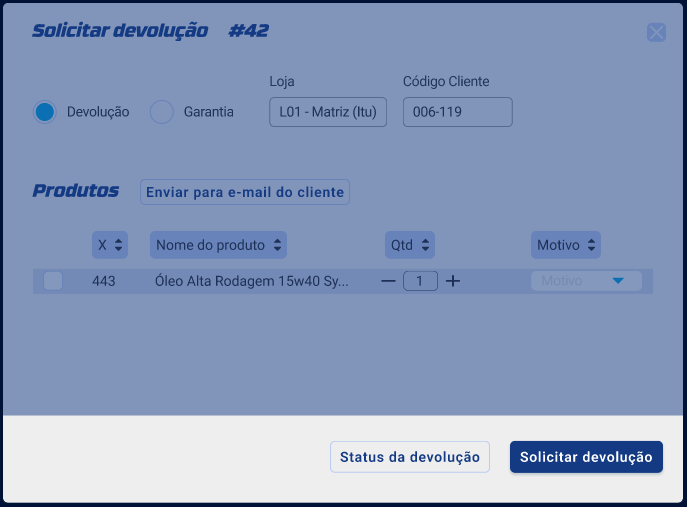 Solicitar devolução #42
Loja
Código Cliente
Devolução
Garantia
L01 - Matriz (Itu)
006-119
Produtos
Enviar para e-mail do cliente
X
Nome do produto
Qtd
Motivo
443
Óleo Alta Rodagem 15w40 Sy...
1
Motivo
Status da devolução
Solicitar devolução